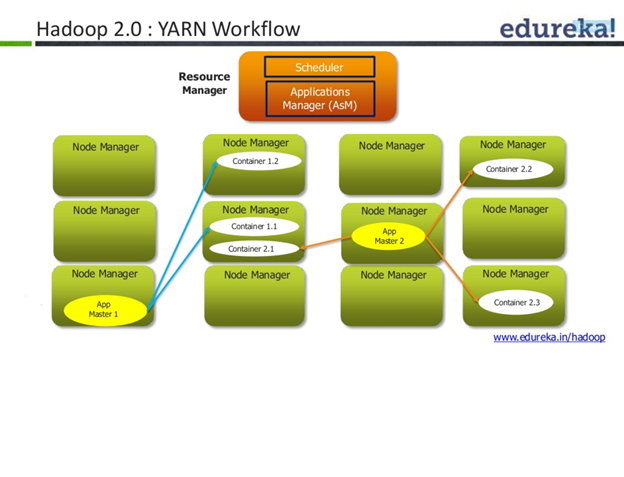 Hadoop 2.0 : YARN Workflow
edureka!
Resource
Manager
Scheduler
Applications
Manager (AsM)
Node Manager
Node Manager
Container 1.2
Node Manager
Node Manager
Container 2.2
Node Manager
Node Manager
Container 1.1
Container 2.1
Node Manager
App
Master 2
Node Manager
Node Manager
App
Master 1
Node Manager
Node Manager
Node Manager
Container 2.3
www.edureka.in/hadoop